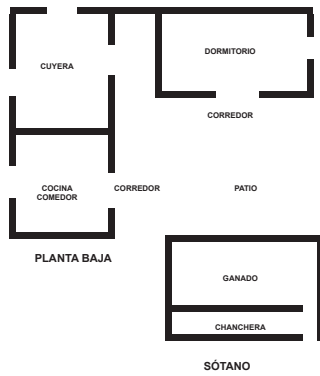 DORMITORIO
CUYERA
CORREDOR
COCINA
COMEDOR
CORREDOR
PATIO
PLANTA BAJA
GANADO
CHANCHERA
SÓTANO